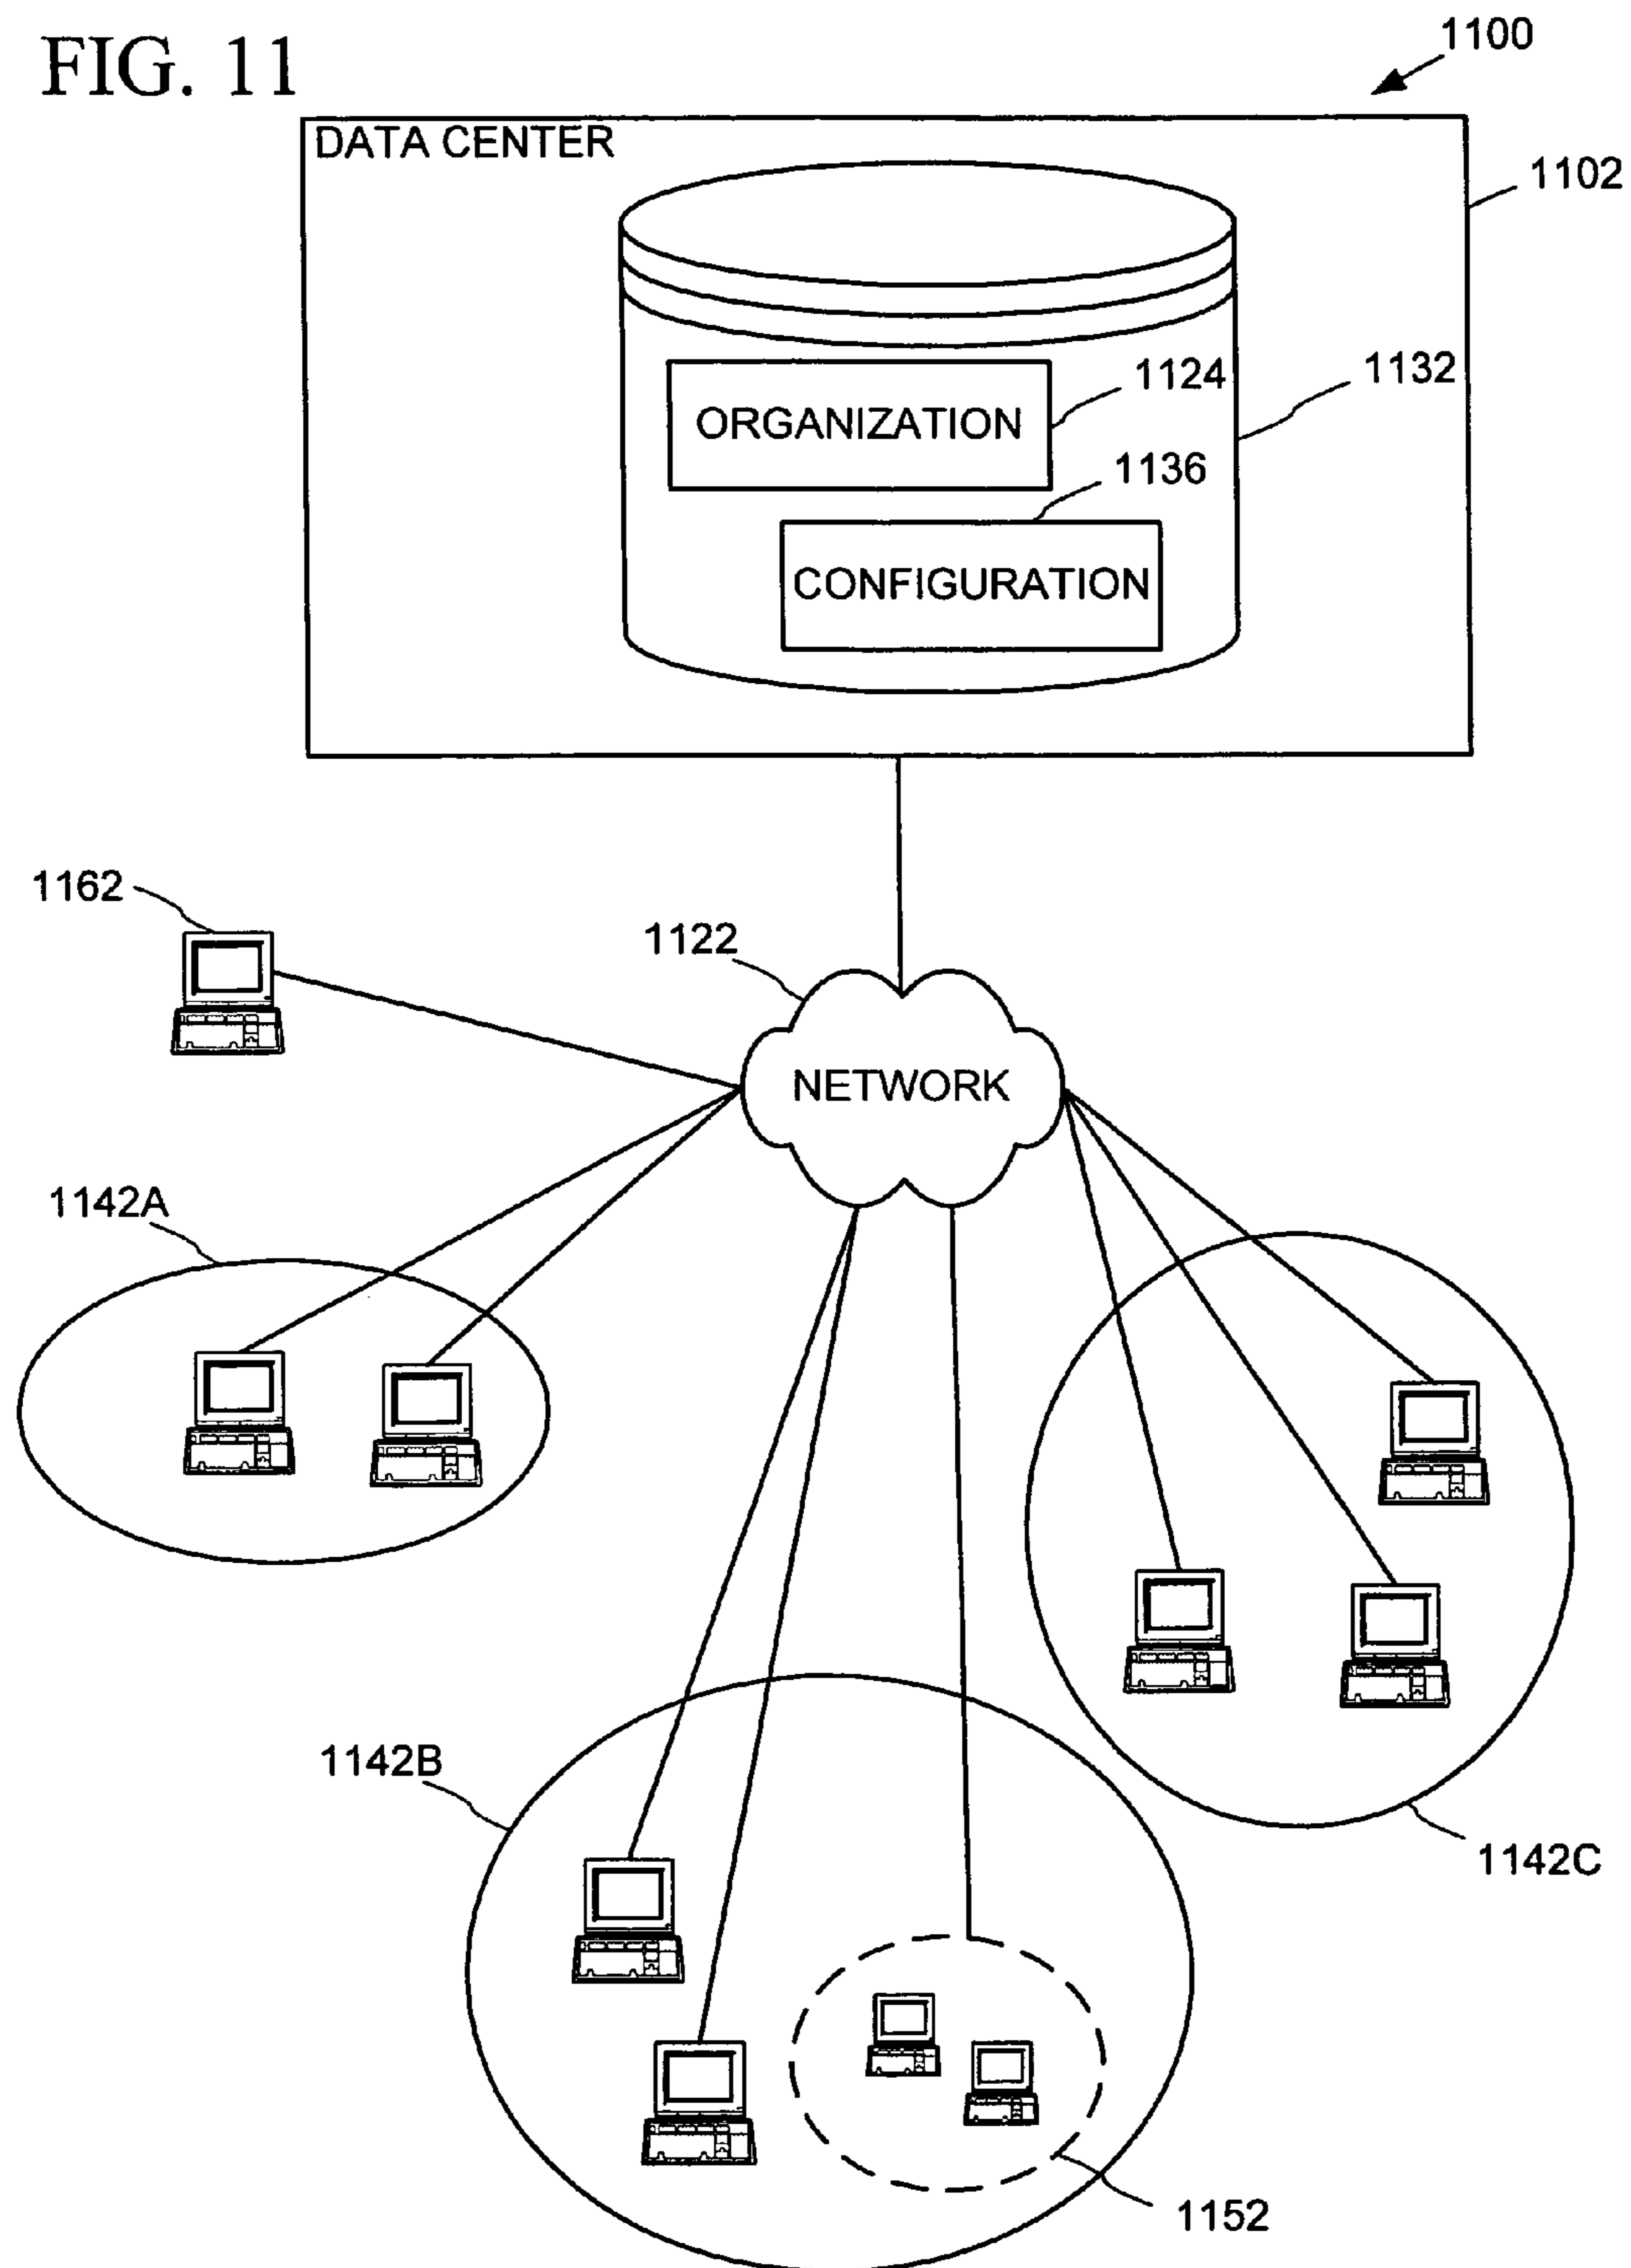 FIG. 11
1100
DATA CENTER
1102
1124
1132
ORGANIZATION
1136
CONFIGURATION
1162
1122
NETWORK
1142A
1142B
1142C
1152